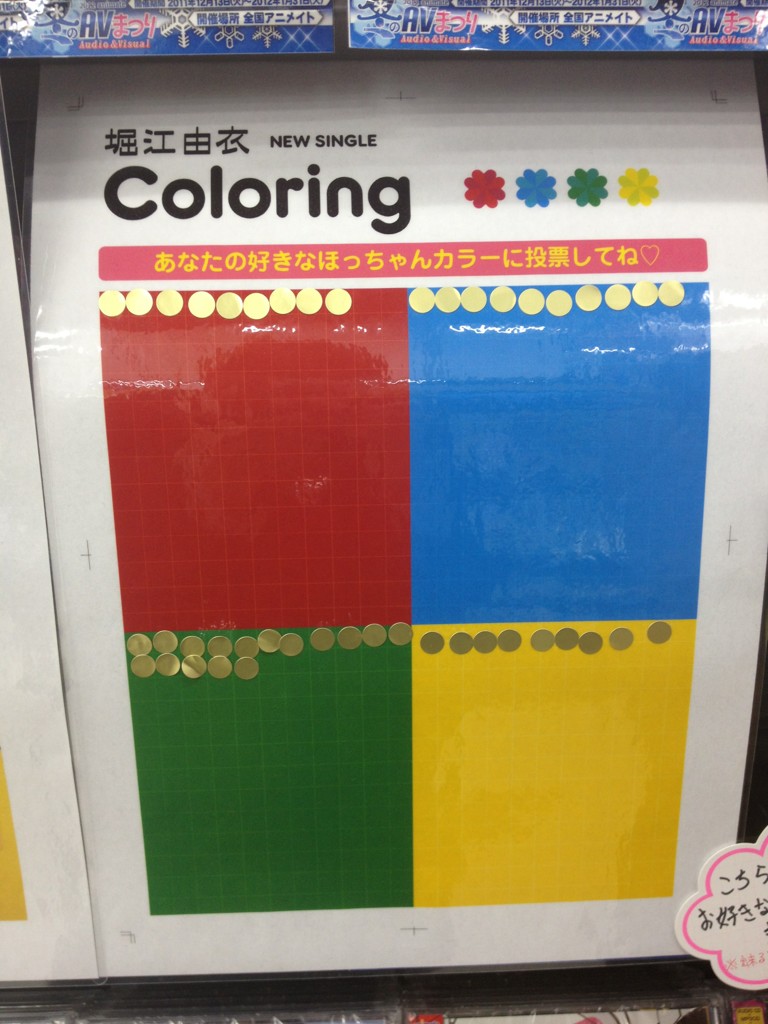 2011年12月13日(火)~2012年1月31日(火)
開催場所 全国アニメイト
冬のAVまつり
Audio&Visual
2011年12月13日(火)~2012年1月31日(火)
開催場所 全国アニメイト
冬のAVまつり
Audio&Visual
堀江由衣 NEW SINGLE
Coloring
あなたの好きなほっちゃんカラーに投票してね♡
こちら
お好きな